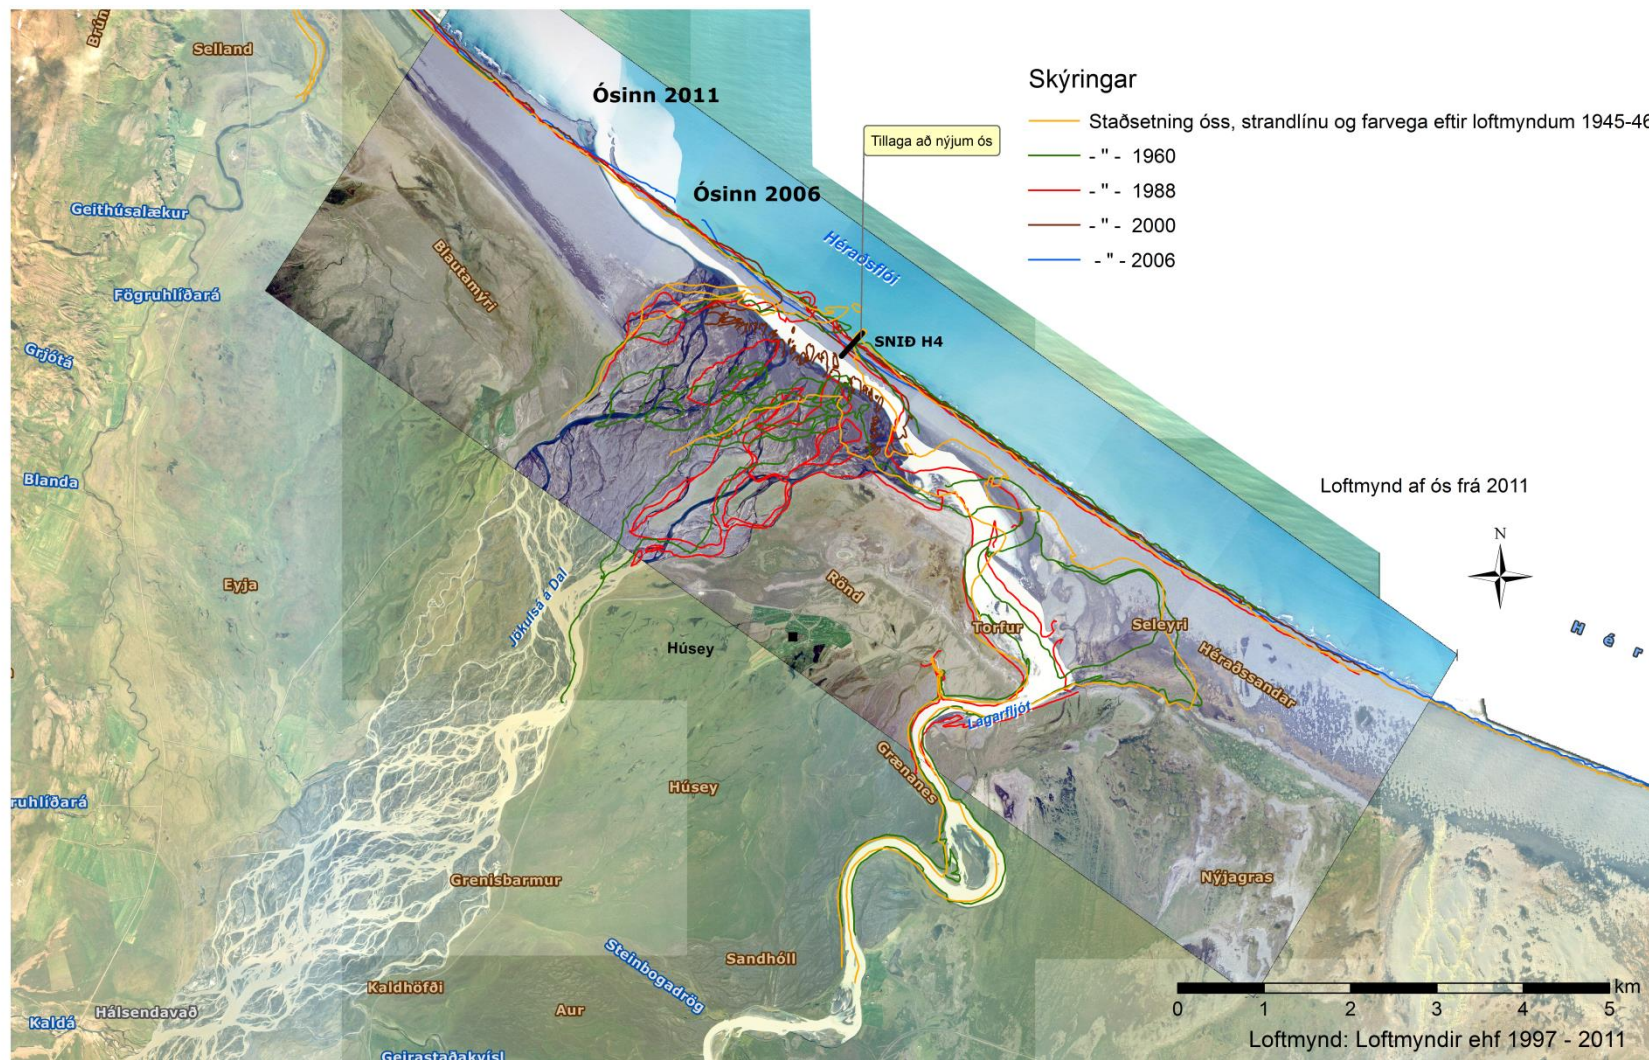 Brún
Selland
Ósinn 2011
Skýringar
Staðsetning óss, strandlínu og farvega eftir loftmyndum 1945-46
Tillaga að nýjum ós
- " - 1960
- " - 1988
Ósinn 2006
Geithúsalækur
- " - 2000
Héraðsflói
- " - 2006
Blautamýri
Fögruhlíðará
SNIÐ H4
Grjótá
Blanda
Loftmynd af ós frá 2011
N
Eyja
Rönd
Jökulsá á Dal
Torfur
Seleyri
H é r
Húsey
Héraðssandar
Lagarfljót
Grænanes
Húsey
ruhlíðará
Grenisbarmur
Nýjagras
Sandhóll
Steinbogadrög
Kaldhöfði
km
Hálsendavað
Aur
0 1 2 3 4 5
Kaldá
Loftmynd: Loftmyndir ehf 1997 - 2011
Geirastaðakvísl